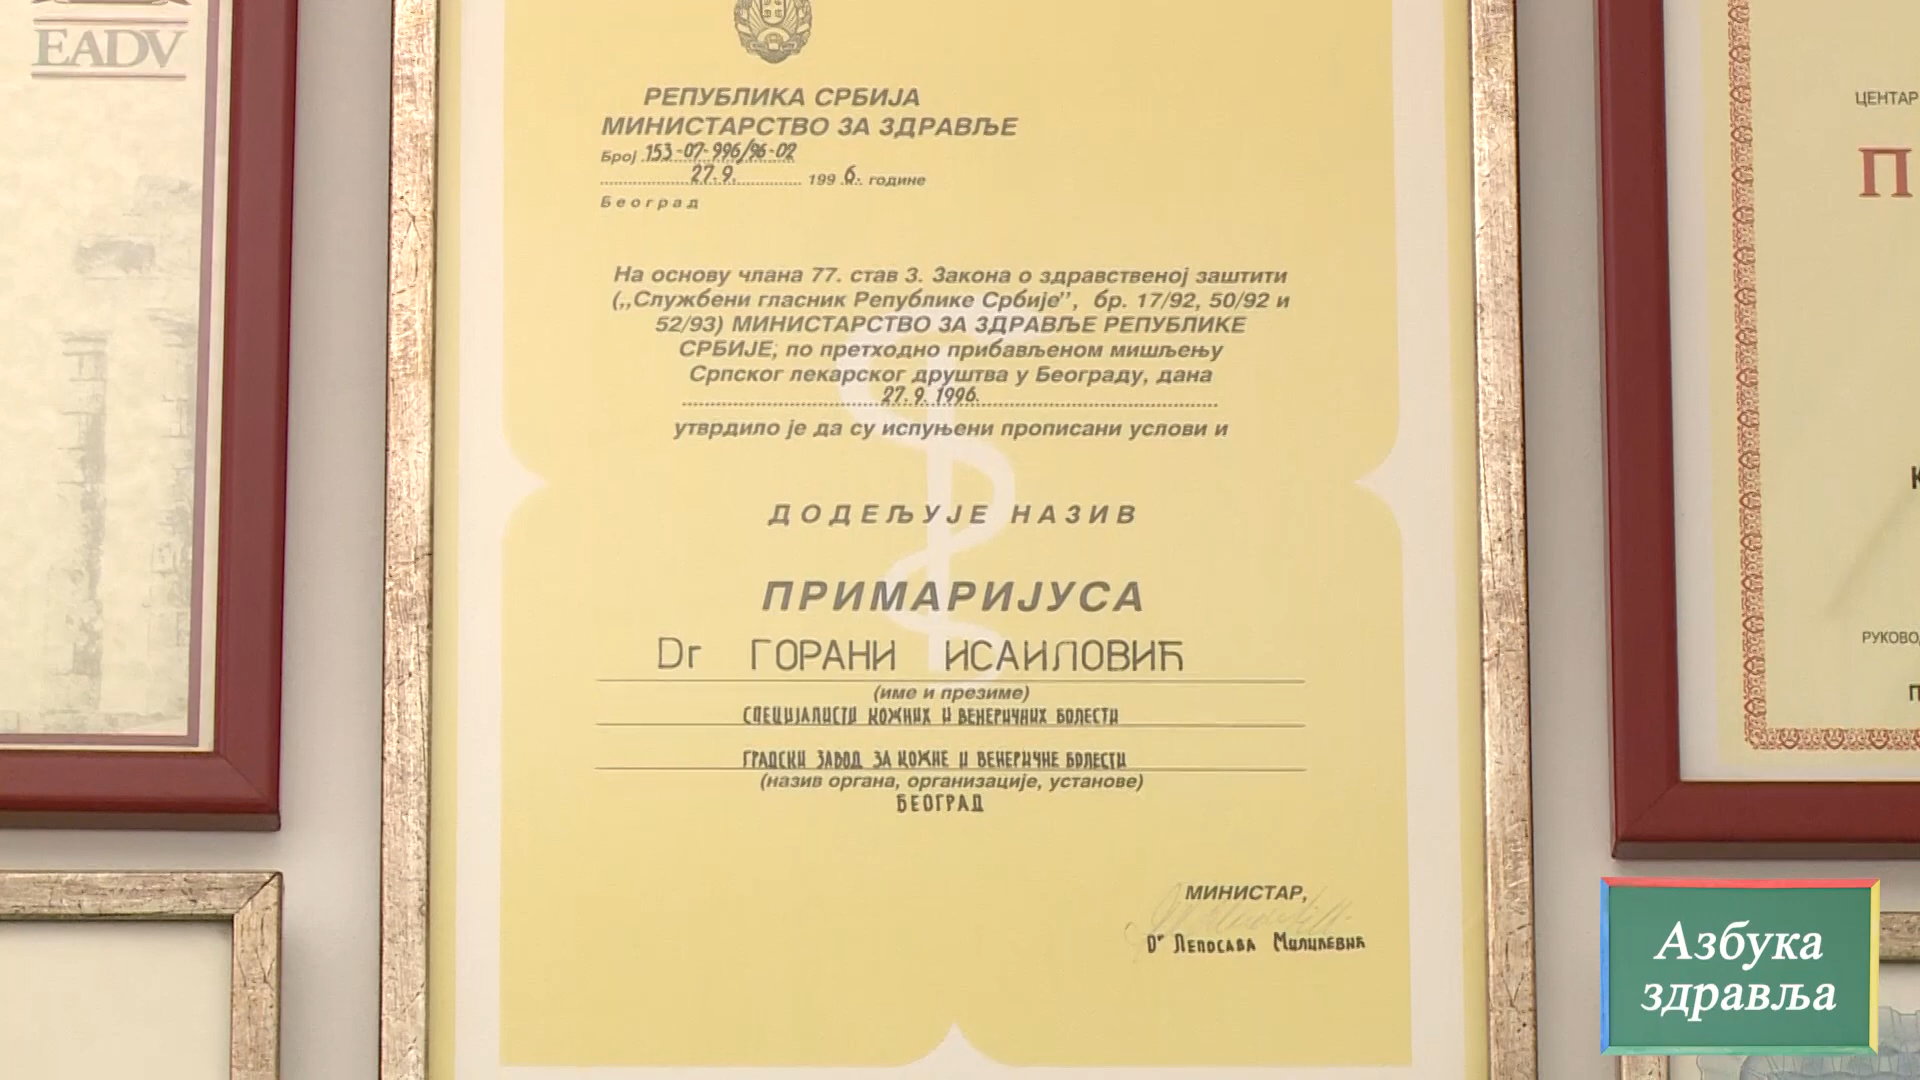 EADV
РЕПУБЛИКА СРБИЈА
МИНИСТАРСТВО ЗА ЗДРАВЉЕ
Број 153-07-996/96-02
27.9. 1996. године
Београд
На основу члана 77. став 3. Закона о здравственој заштити
(„Службени гласник Републике Србије”, бр. 17/92, 50/92 и
52/93) МИНИСТАРСТВО ЗА ЗДРАВЉЕ РЕПУБЛИКЕ
СРБИЈЕ, по претходно прибављеном мишљењу
Српског лекарског друштва у Београду, дана
27.9.1996.
утврдило је да су испуњени прописани услови и
ДОДЕЉУЈЕ НАЗИВ
ПРИМАРИЈУСА
Dr ГОРАНИ ИСАИЛОВИЋ
(име и презиме)
СПЕЦИЈАЛИСТИ КОЖНИХ И ВЕНЕРИЧНИХ БОЛЕСТИ
ГРАДСКИ ЗАВОД ЗА КОЖНЕ И ВЕНЕРИЧНЕ БОЛЕСТИ
(назив органа, организације, установе)
БЕОГРАД
МИНИСТАР,
Dr Лепосава Милићевић
ЦЕНТАР
Азбука
здравља